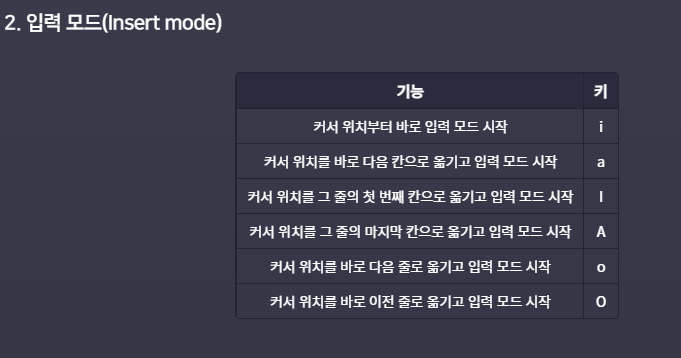 2. 입력 모드(Insert mode)
기능 키
커서 위치부터 바로 입력 모드 시작 i
커서 위치를 바로 다음 칸으로 옮기고 입력 모드 시작 a
커서 위치를 그 줄의 첫 번째 칸으로 옮기고 입력 모드 시작 I
커서 위치를 그 줄의 마지막 칸으로 옮기고 입력 모드 시작 A
커서 위치를 바로 다음 줄로 옮기고 입력 모드 시작 o
커서 위치를 바로 이전 줄로 옮기고 입력 모드 시작 O